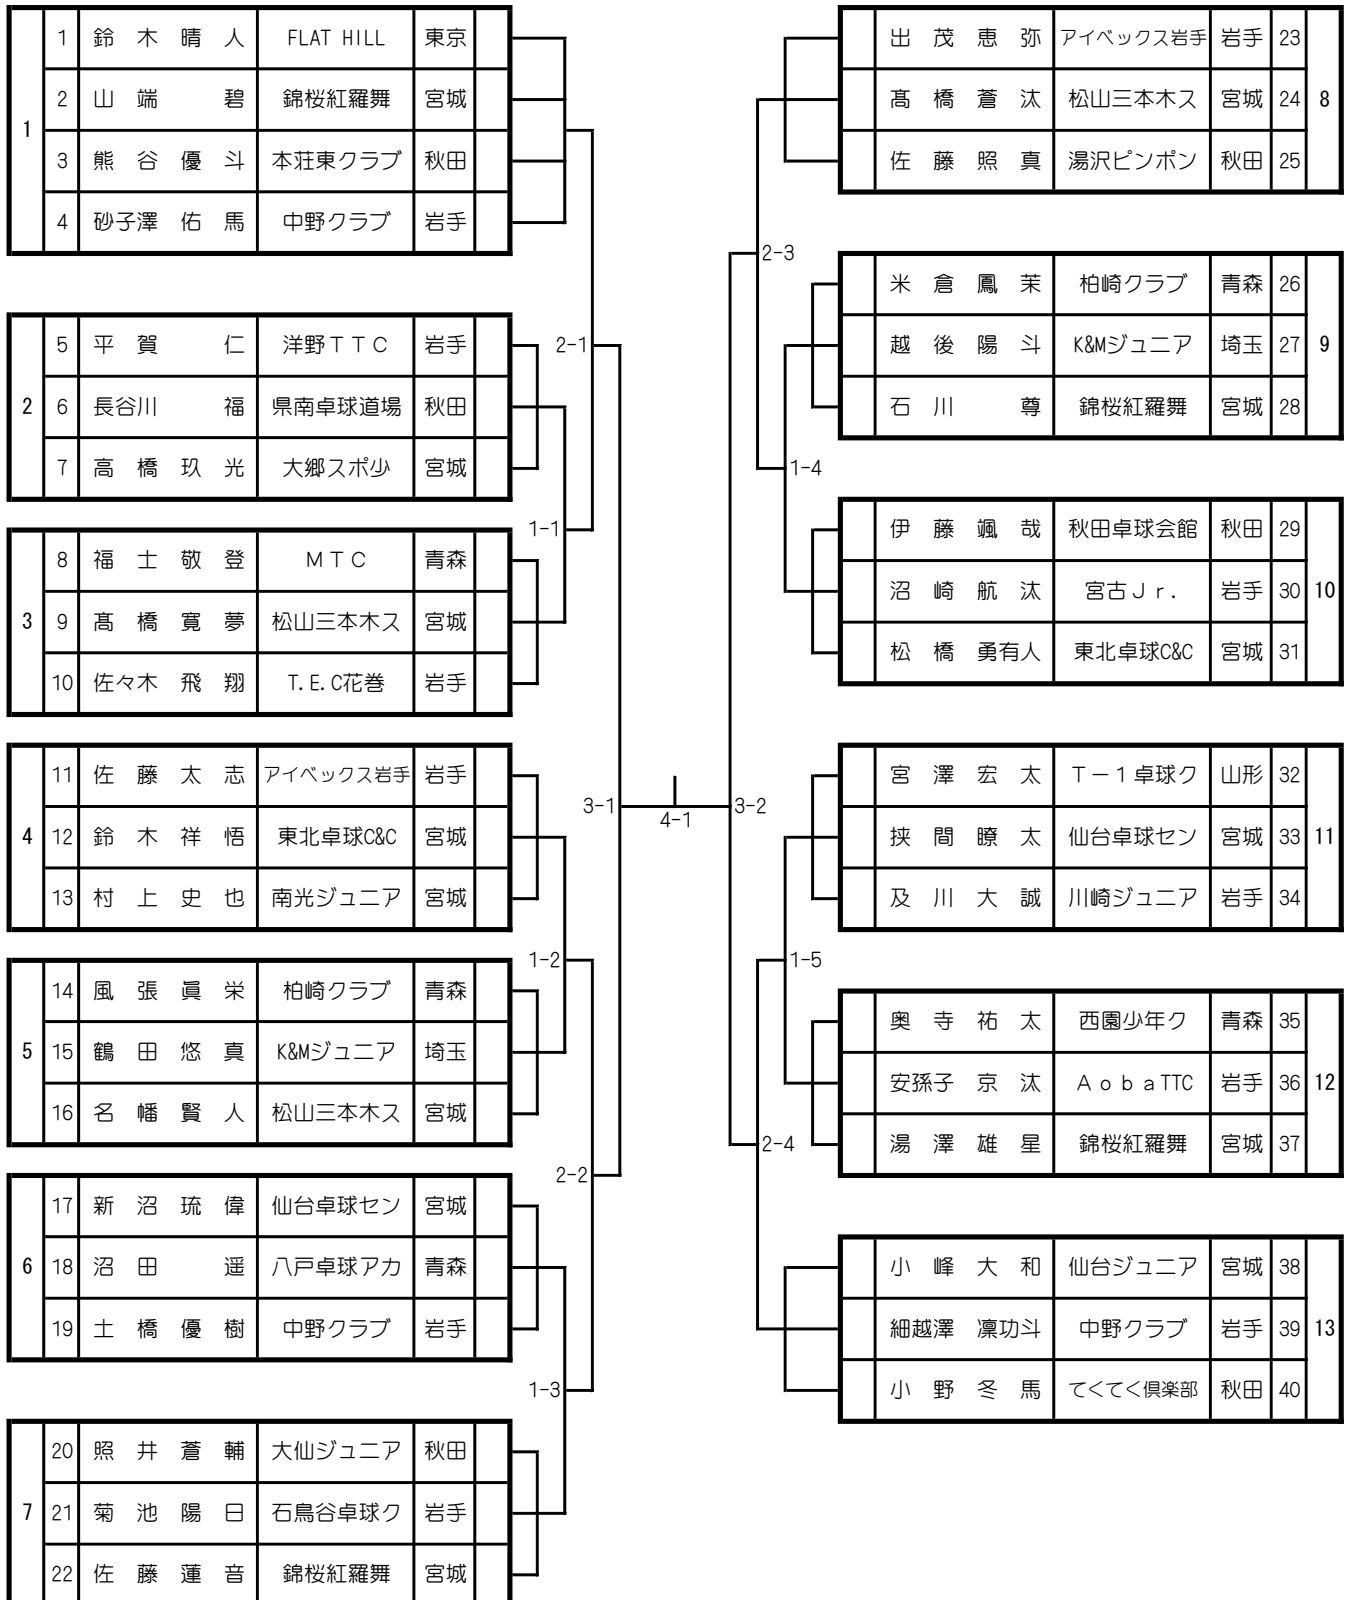 1
1 鈴木晴人 FLAT HILL 東京
2 山端 碧 錦桜紅羅舞 宮城
3 熊谷優斗 本荘東クラブ 秋田
4 砂子澤佑馬 中野クラブ 岩手
2
5 平賀 仁 洋野TTC 岩手
6 長谷川 福 県南卓球道場 秋田
7 高橋玖光 大郷スポ少 宮城
3
8 福士敬登 MTC 青森
9 髙橋寛夢 松山三本木ス 宮城
10 佐々木飛翔 T.E.C花巻 岩手
4
11 佐藤太志 アイベックス岩手 岩手
12 鈴木祥悟 東北卓球C&C 宮城
13 村上史也 南光ジュニア 宮城
5
14 風張眞栄 柏崎クラブ 青森
15 鶴田悠真 K&Mジュニア 埼玉
16 名幡賢人 松山三本木ス 宮城
6
17 新沼琉偉 仙台卓球セン 宮城
18 沼田 遥 八戸卓球アカ 青森
19 土橋優樹 中野クラブ 岩手
7
20 照井蒼輔 大仙ジュニア 秋田
21 菊池陽日 石鳥谷卓球ク 岩手
22 佐藤蓮音 錦桜紅羅舞 宮城
2-1
1-1
3-1
1-2
2-2
1-3
4-1
2-3
1-4
3-2
1-5
2-4
出茂恵弥 アイベックス岩手 岩手 23
髙橋蒼汰 松山三本木ス 宮城 24
佐藤照真 湯沢ピンポン 秋田 25
8
米倉鳳茉 柏崎クラブ 青森 26
越後陽斗 K&Mジュニア 埼玉 27
石川 尊 錦桜紅羅舞 宮城 28
9
伊藤颯哉 秋田卓球会館 秋田 29
沼崎航汰 宮古Jr. 岩手 30
松橋勇有人 東北卓球C&C 宮城 31
10
宮澤宏太 T-1卓球ク 山形 32
挟間瞭太 仙台卓球セン 宮城 33
及川大誠 川崎ジュニア 岩手 34
11
奥寺祐太 西園少年ク 青森 35
安孫子京汰 AobaTTC 岩手 36
湯澤雄星 錦桜紅羅舞 宮城 37
12
小峰大和 仙台ジュニア 宮城 38
細越澤凛功斗 中野クラブ 岩手 39
小野冬馬 てくてく倶楽部 秋田 40
13